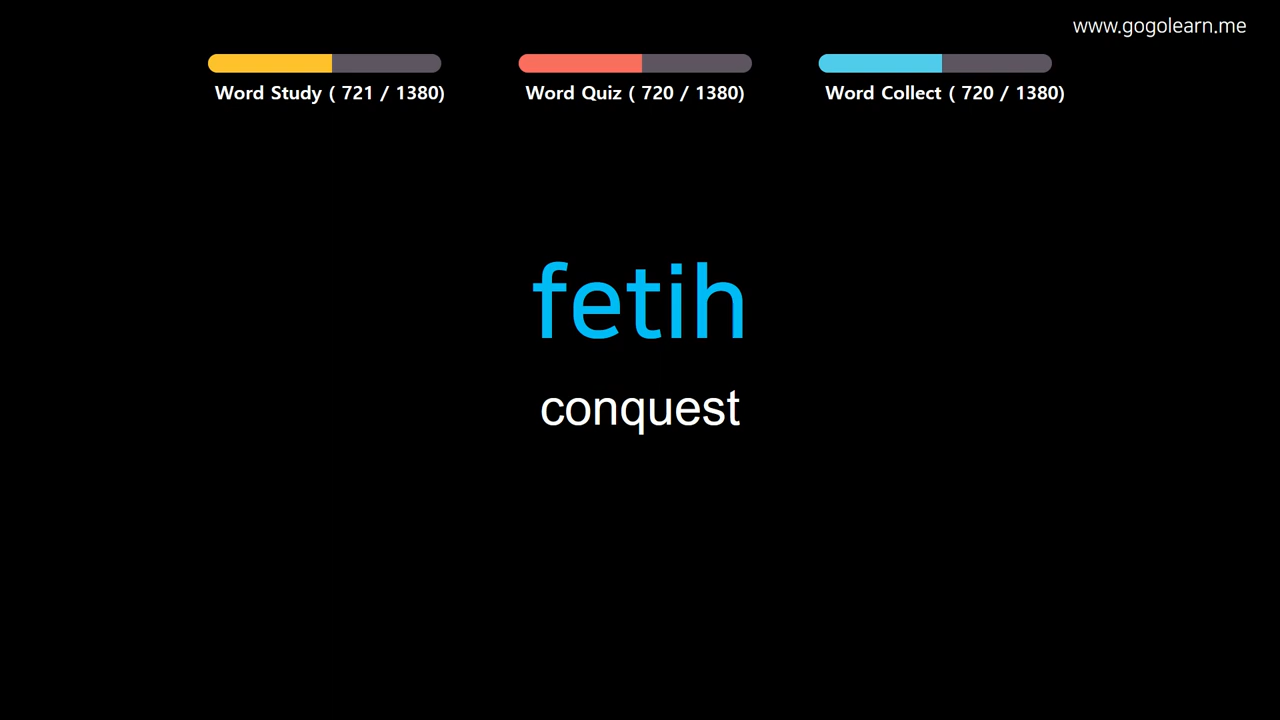 www.gogolearn.me
Word Study ( 721 / 1380)
Word Quiz ( 720 / 1380)
Word Collect ( 720 / 1380)
fetih
conquest